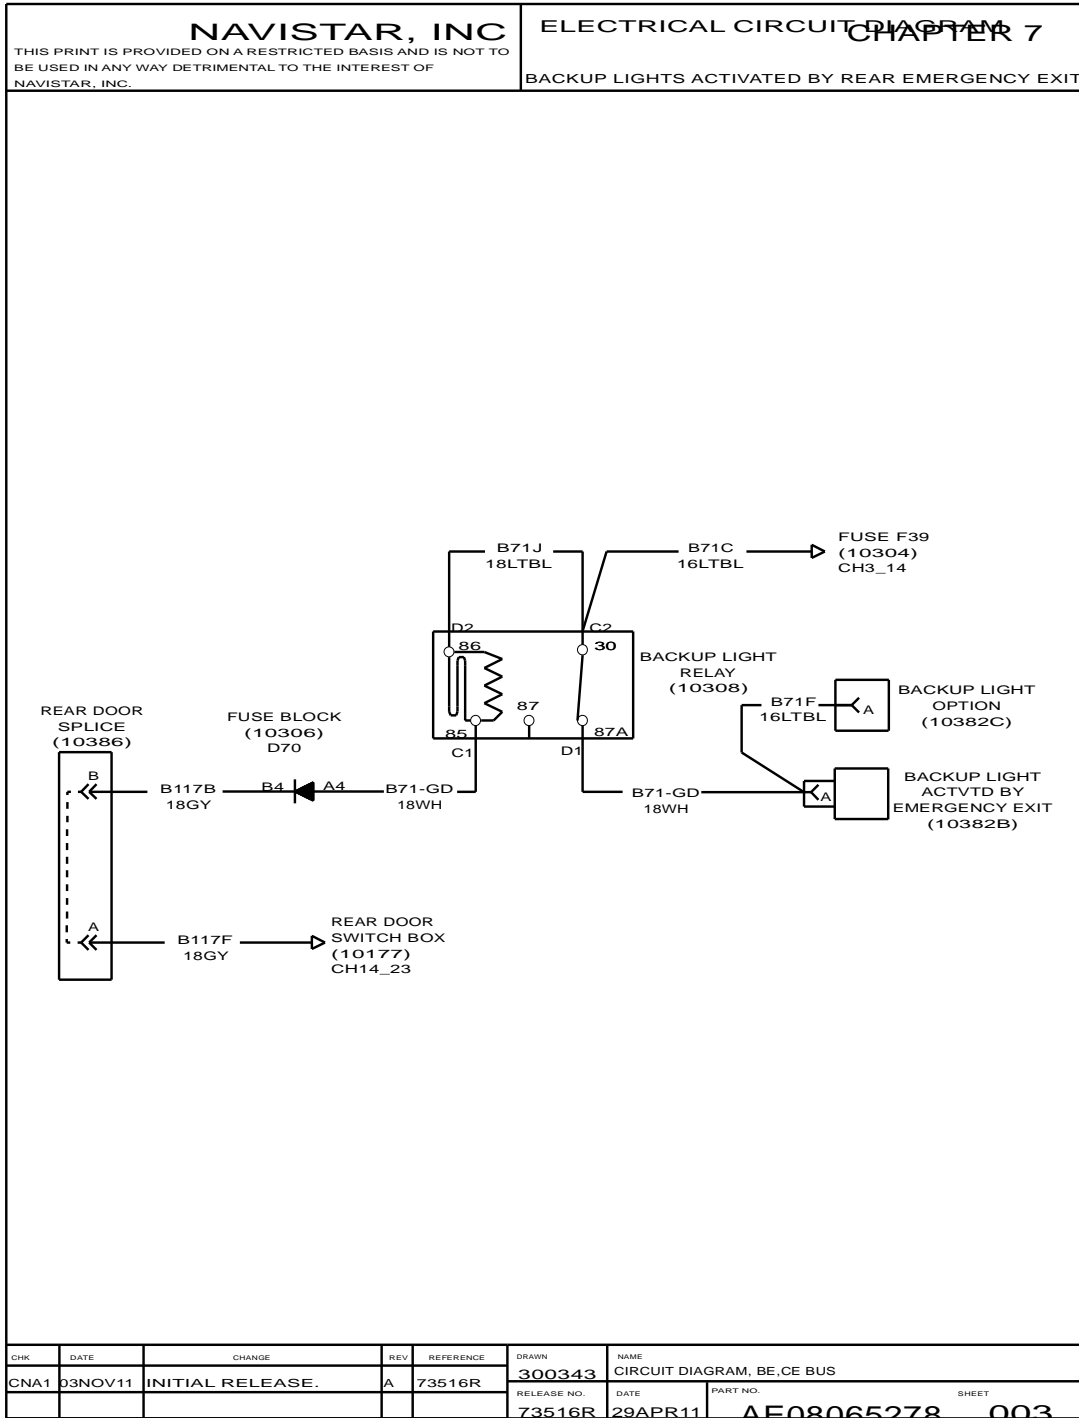 NAVISTAR, INC
THIS PRINT IS PROVIDED ON A RESTRICTED BASIS AND IS NOT TO
BE USED IN ANY WAY DETRIMENTAL TO THE INTEREST OF
NAVISTAR, INC.
ELECTRICAL CIRCUIT DIAGRAM
CHAPTER 7
BACKUP LIGHTS ACTIVATED BY REAR EMERGENCY EXIT
B71J
18LTBL
B71C
16LTBL
FUSE F39
(10304)
CH3_14
D2
C2
86
30
87
85
87A
C1
D1
BACKUP LIGHT
RELAY
(10308)
B71F
16LTBL
A
BACKUP LIGHT
OPTION
(10382C)
REAR DOOR
SPLICE
(10386)
FUSE BLOCK
(10306)
D70
B
B117B
18GY
B4
A4
B71-GD
18WH
B71-GD
18WH
A
BACKUP LIGHT
ACTVTD BY
EMERGENCY EXIT
(10382B)
A
B117F
18GY
REAR DOOR
SWITCH BOX
(10177)
CH14_23
CHK DATE CHANGE REV REFERENCE
CNA1 03NOV11 INITIAL RELEASE. A 73516R
DRAWN
300343
NAME
CIRCUIT DIAGRAM, BE,CE BUS
RELEASE NO.
73516R
DATE
29APR11
PART NO.
AE08065278
SHEET
003